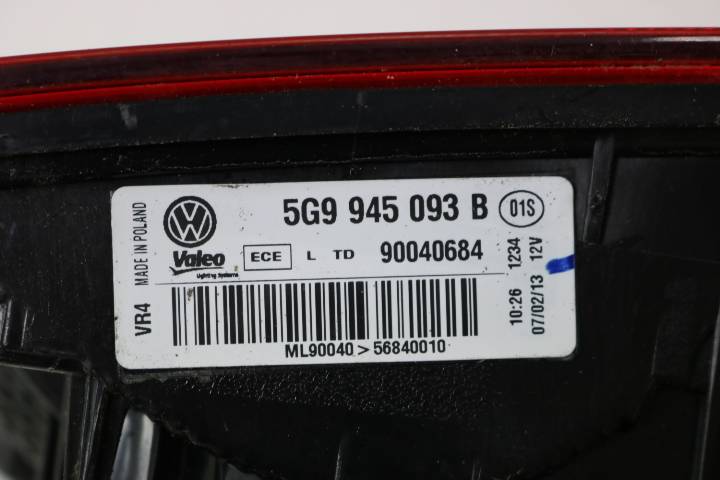 VR4
MADE IN POLAND
VW
Valeo
Lighting Systems
5G9 945 093 B
01S
ECE
L TD 90040684
ML90040>56840010
10:26 1234
07/02/13 12V